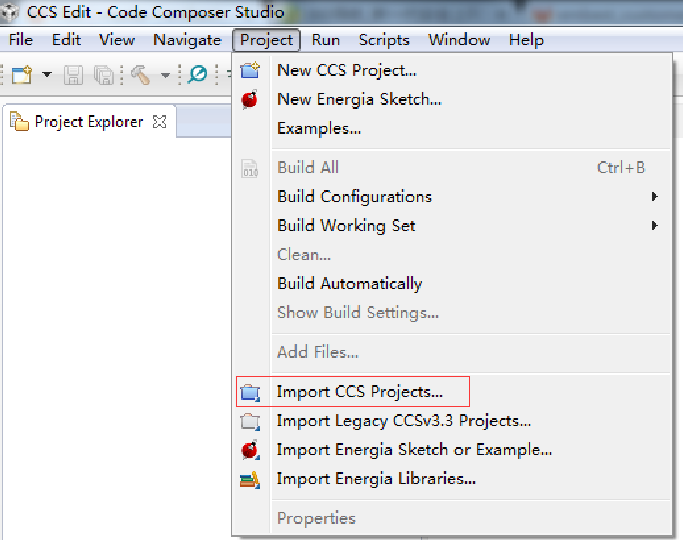 CCS Edit - Code Composer Studio
File Edit View Navigate Project Run Scripts Window Help
Project Explorer
New CCS Project...
New Energia Sketch...
Examples...
010
Build All Ctrl+B
Build Configurations
Build Working Set
Clean...
Build Automatically
Show Build Settings...
Add Files...
Import CCS Projects...
Import Legacy CCSv3.3 Projects...
Import Energia Sketch or Example...
Import Energia Libraries...
Properties